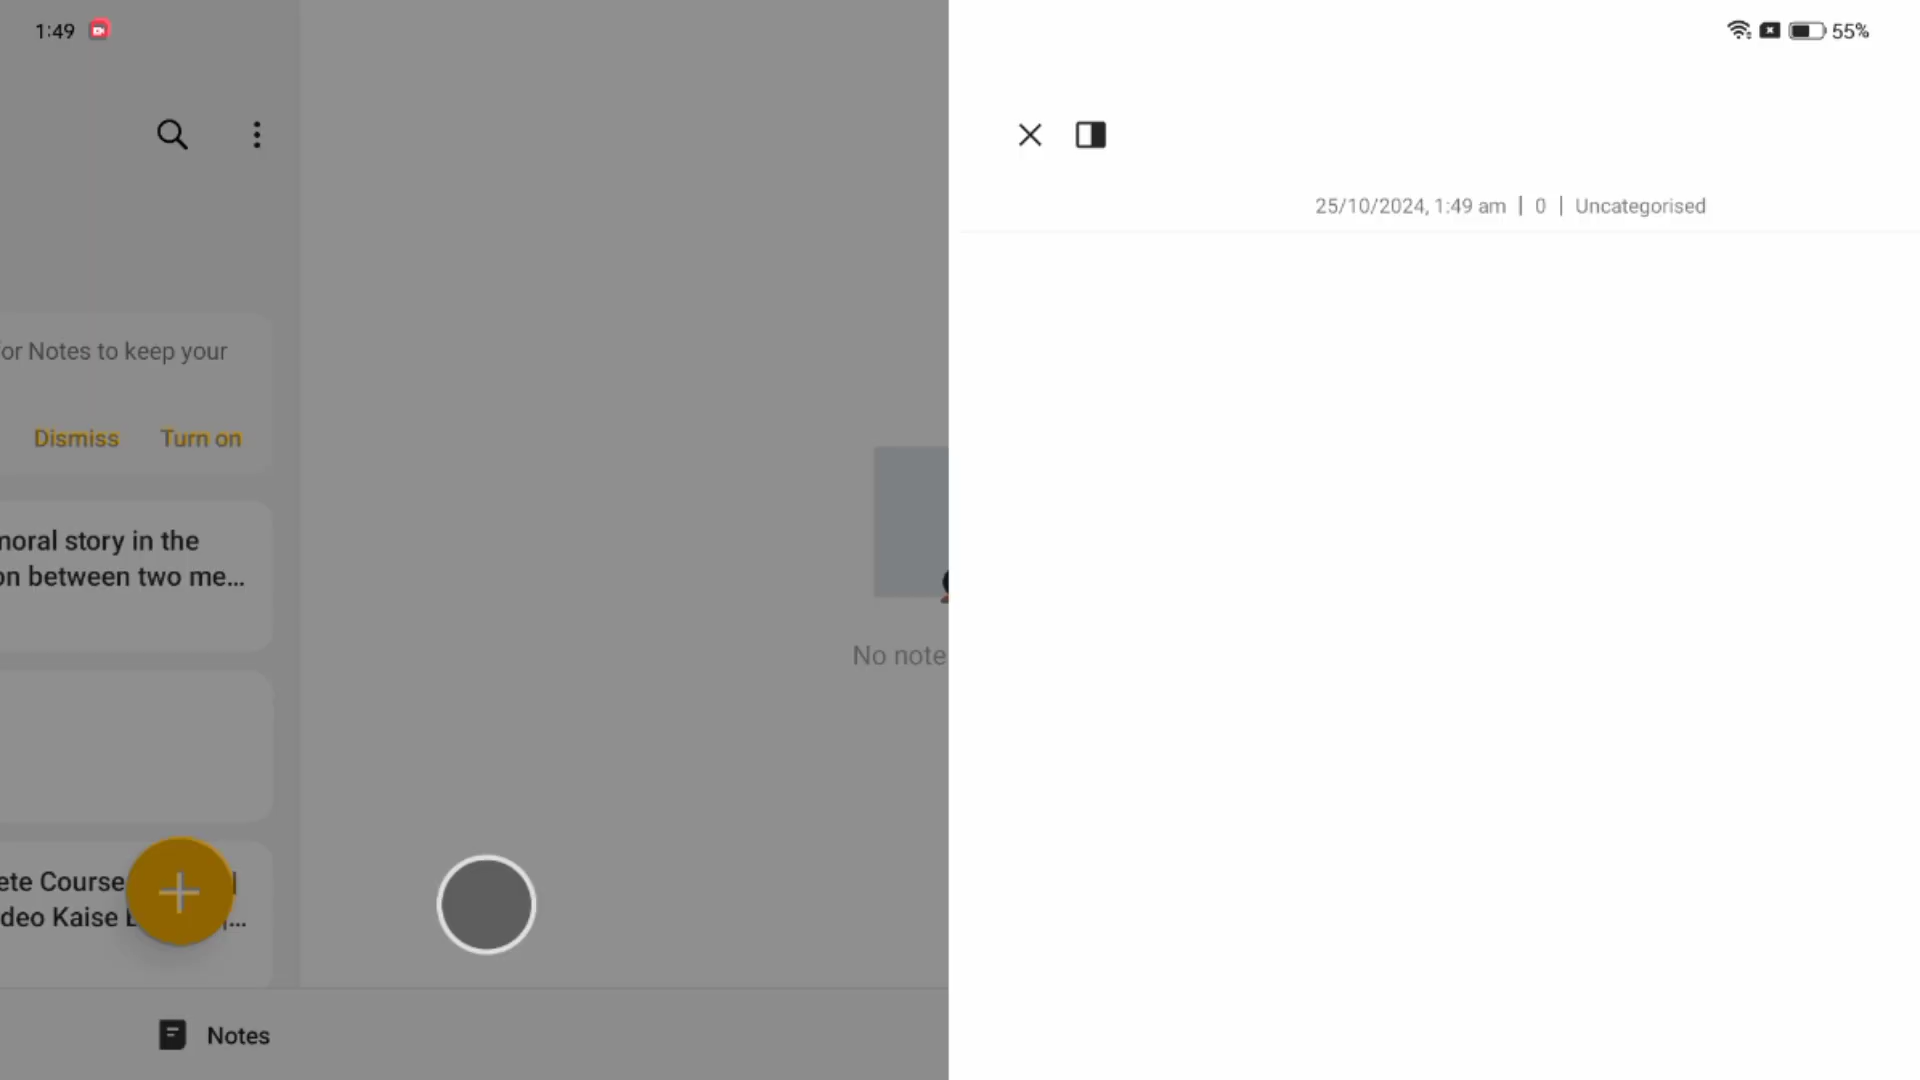 1:49
55%
25/10/2024, 1:49 am | 0 | Uncategorised
or Notes to keep your
Dismiss Turn on
moral story in the
on between two me...
No note
ete Course
deo Kaise
Notes